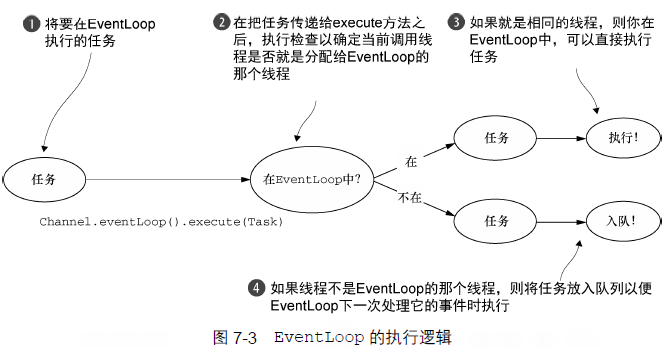 1 将要在EventLoop
执行的任务
2 在把任务传递给execute方法之
后，执行检查以确定当前调用线
程是否就是分配给EventLoop的
那个线程
3 如果就是相同的线程，则你在
EventLoop中，可以直接执行
任务
任务
在EventLoop中?
在
不在
任务
执行!
任务
入队!
Channel.eventLoop().execute(Task)
4 如果线程不是EventLoop的那个线程，则将任务放入队列以便
EventLoop下一次处理它的事件时执行
图 7-3 EventLoop 的执行逻辑